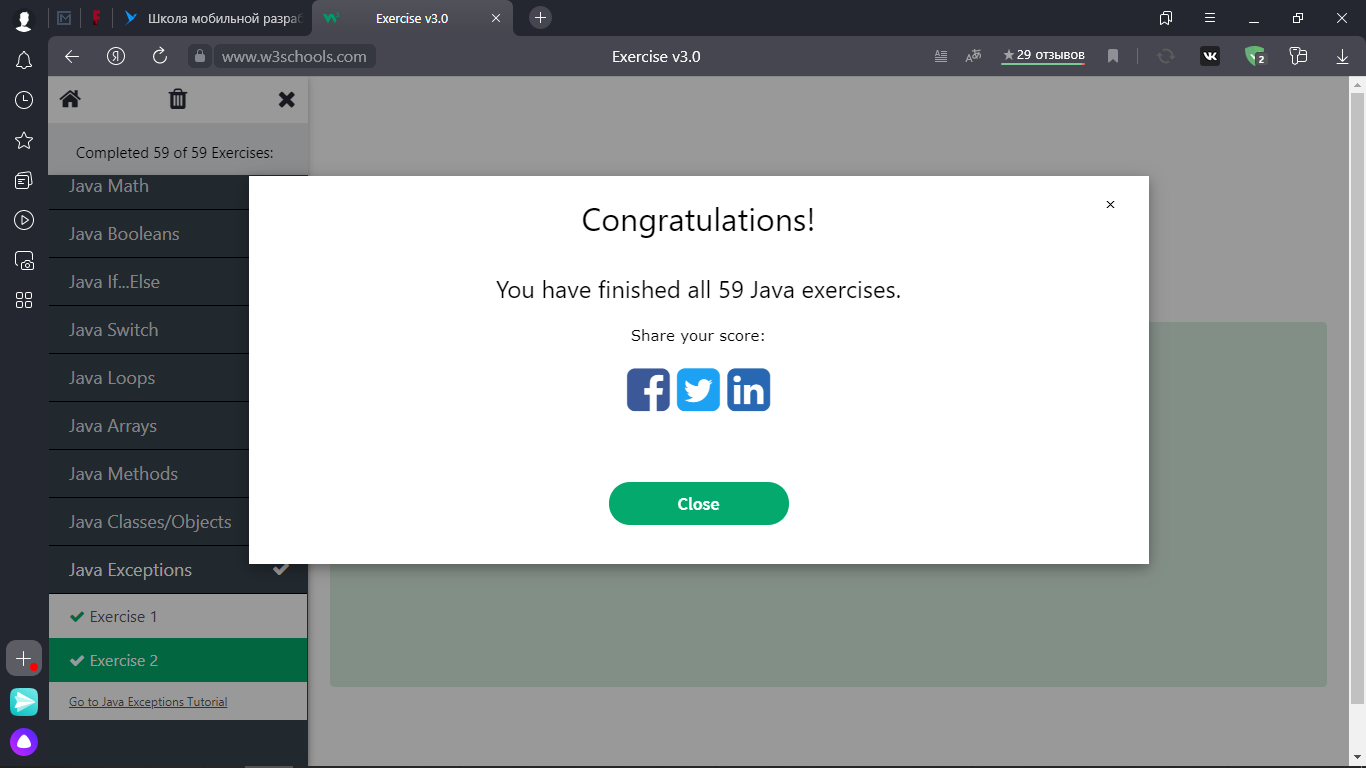 Школа мобильной разраб
Exercise v3.0
www.w3schools.com
Exercise v3.0
29 отзывов
2
Completed 59 of 59 Exercises:
Java Math
Java Booleans
Java If...Else
Java Switch
Java Loops
Java Arrays
Java Methods
Java Classes/Objects
Java Exceptions
Exercise 1
Exercise 2
Go to Java Exceptions Tutorial
Congratulations!
You have finished all 59 Java exercises.
Share your score:
Close